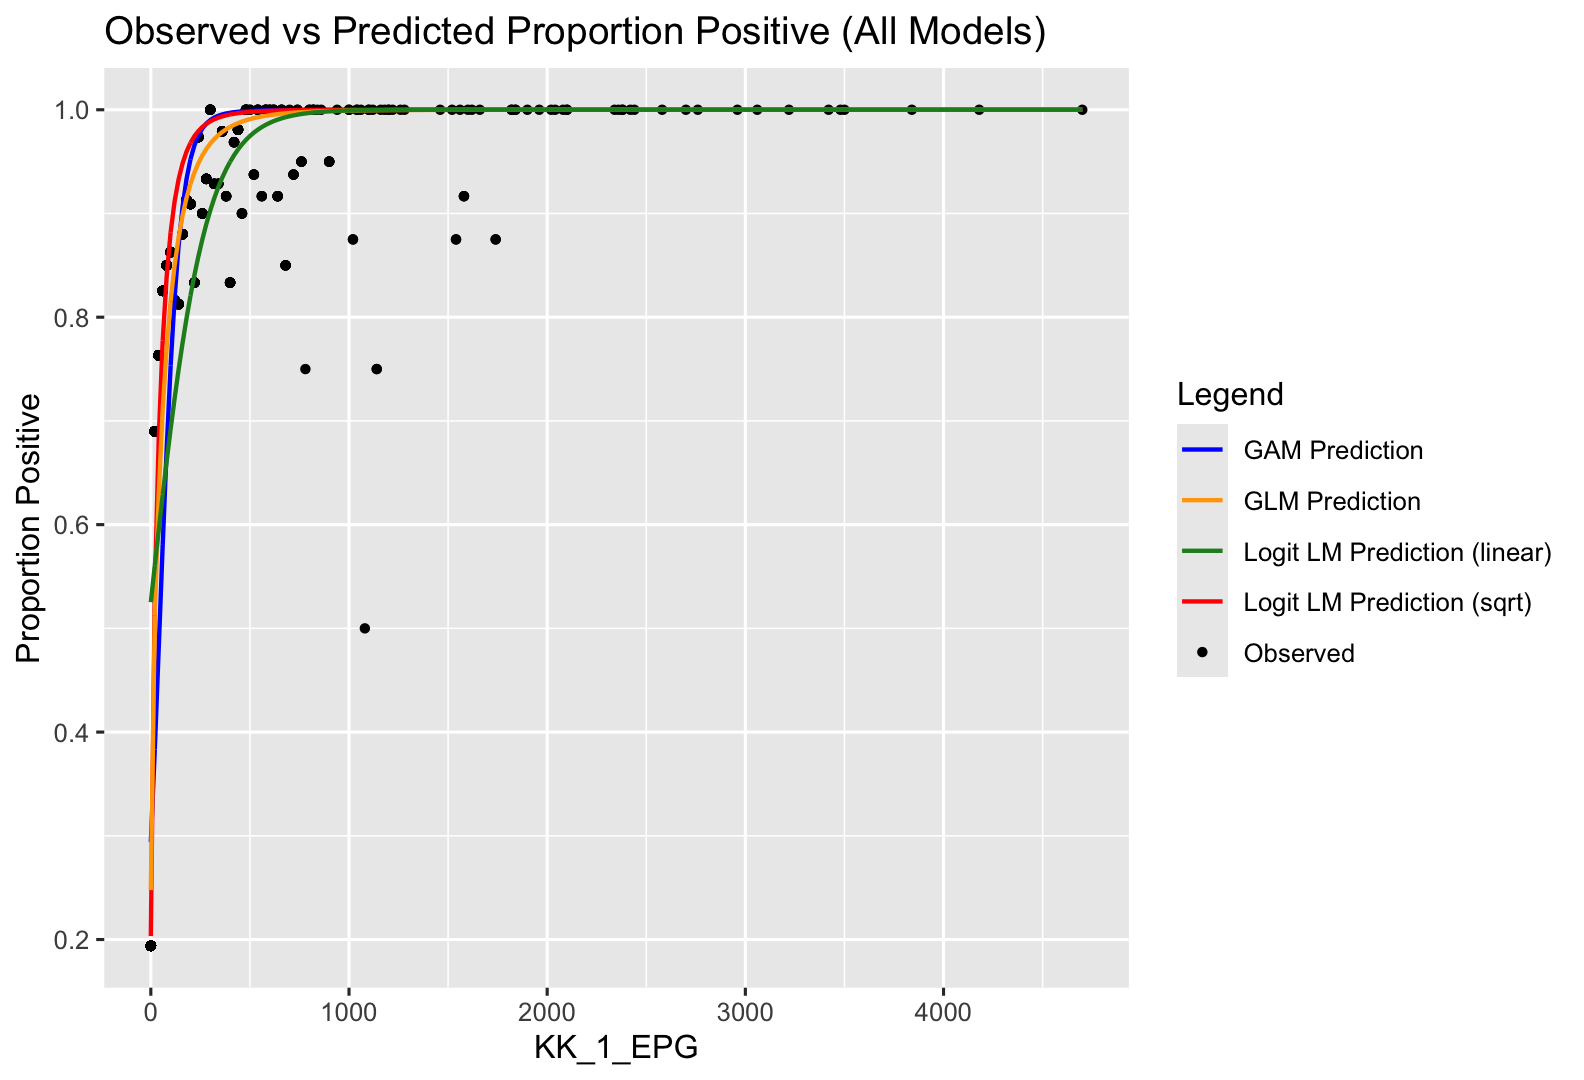 Observed vs Predicted Proportion Positive (All Models)
Proportion Positive
1.0
0.8
0.6
0.4
0.2
0 1000 2000 3000 4000
KK_1_EPG
Legend
GAM Prediction
GLM Prediction
Logit LM Prediction (linear)
Logit LM Prediction (sqrt)
Observed